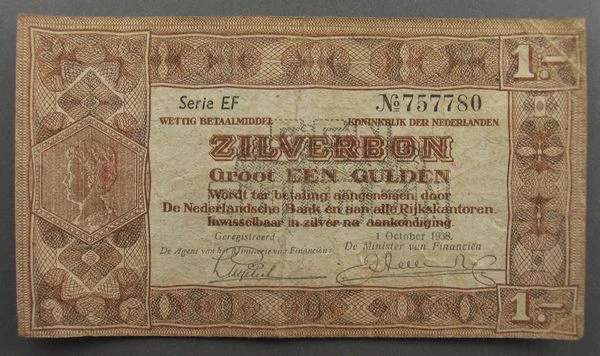 1.-
Serie EF № 757780
WETTIG BETAALMIDDEL KONINKRIJK DER NEDERLANDEN
ZILVERBON
Groot EEN GULDEN
Wordt ter betaling aangenomen door
De Nederlandsche Bank en aan alle Rijkskantoren.
Inwisselbaar in zilver na aankondiging
Geregistreerd 1 October 1938.
De Agent van het Ministerie van Financiën: De Minister van Financiën
1.-